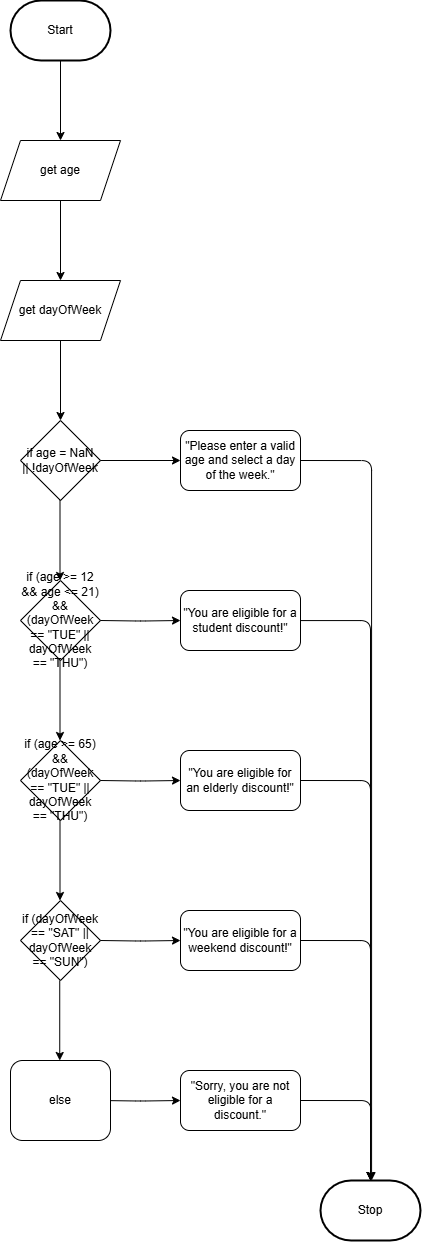 Start
get age
get dayOfWeek
if age = NaN
|| !dayOfWeek
"Please enter a valid
age and select a day
of the week."
if (age >= 12
&& age <= 21)
&&
(dayOfWeek
== "TUE" ||
dayOfWeek
== "THU")
"You are eligible for a
student discount!"
if (age >= 65)
&&
(dayOfWeek
== "TUE" ||
dayOfWeek
== "THU")
"You are eligible for
an elderly discount!"
if (dayOfWeek
== "SAT" ||
dayOfWeek
== "SUN")
"You are eligible for a
weekend discount!"
else
"Sorry, you are not
eligible for a
discount."
Stop